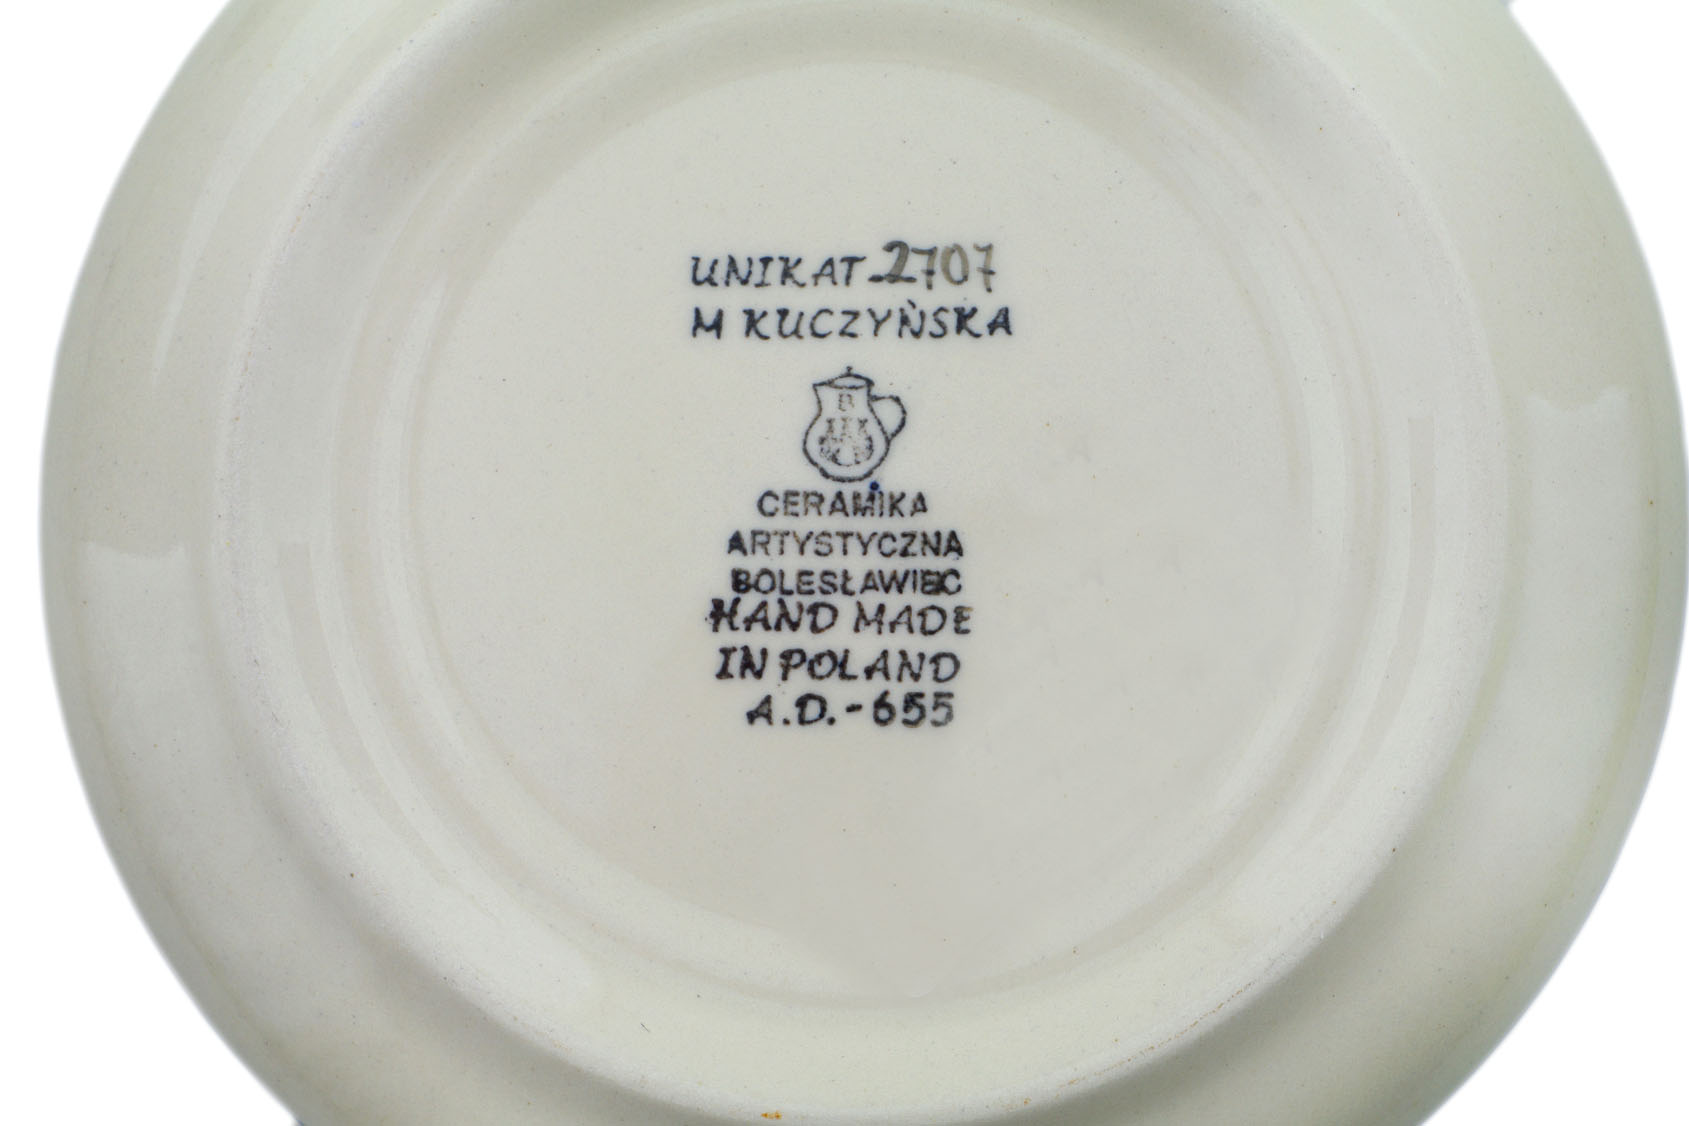 UNIKAT-2707
M KUCZYŃSKA
B
CERAMIKA
ARTYSTYCZNA
BOLESŁAWIEC
HAND MADE
IN POLAND
A.D.-655